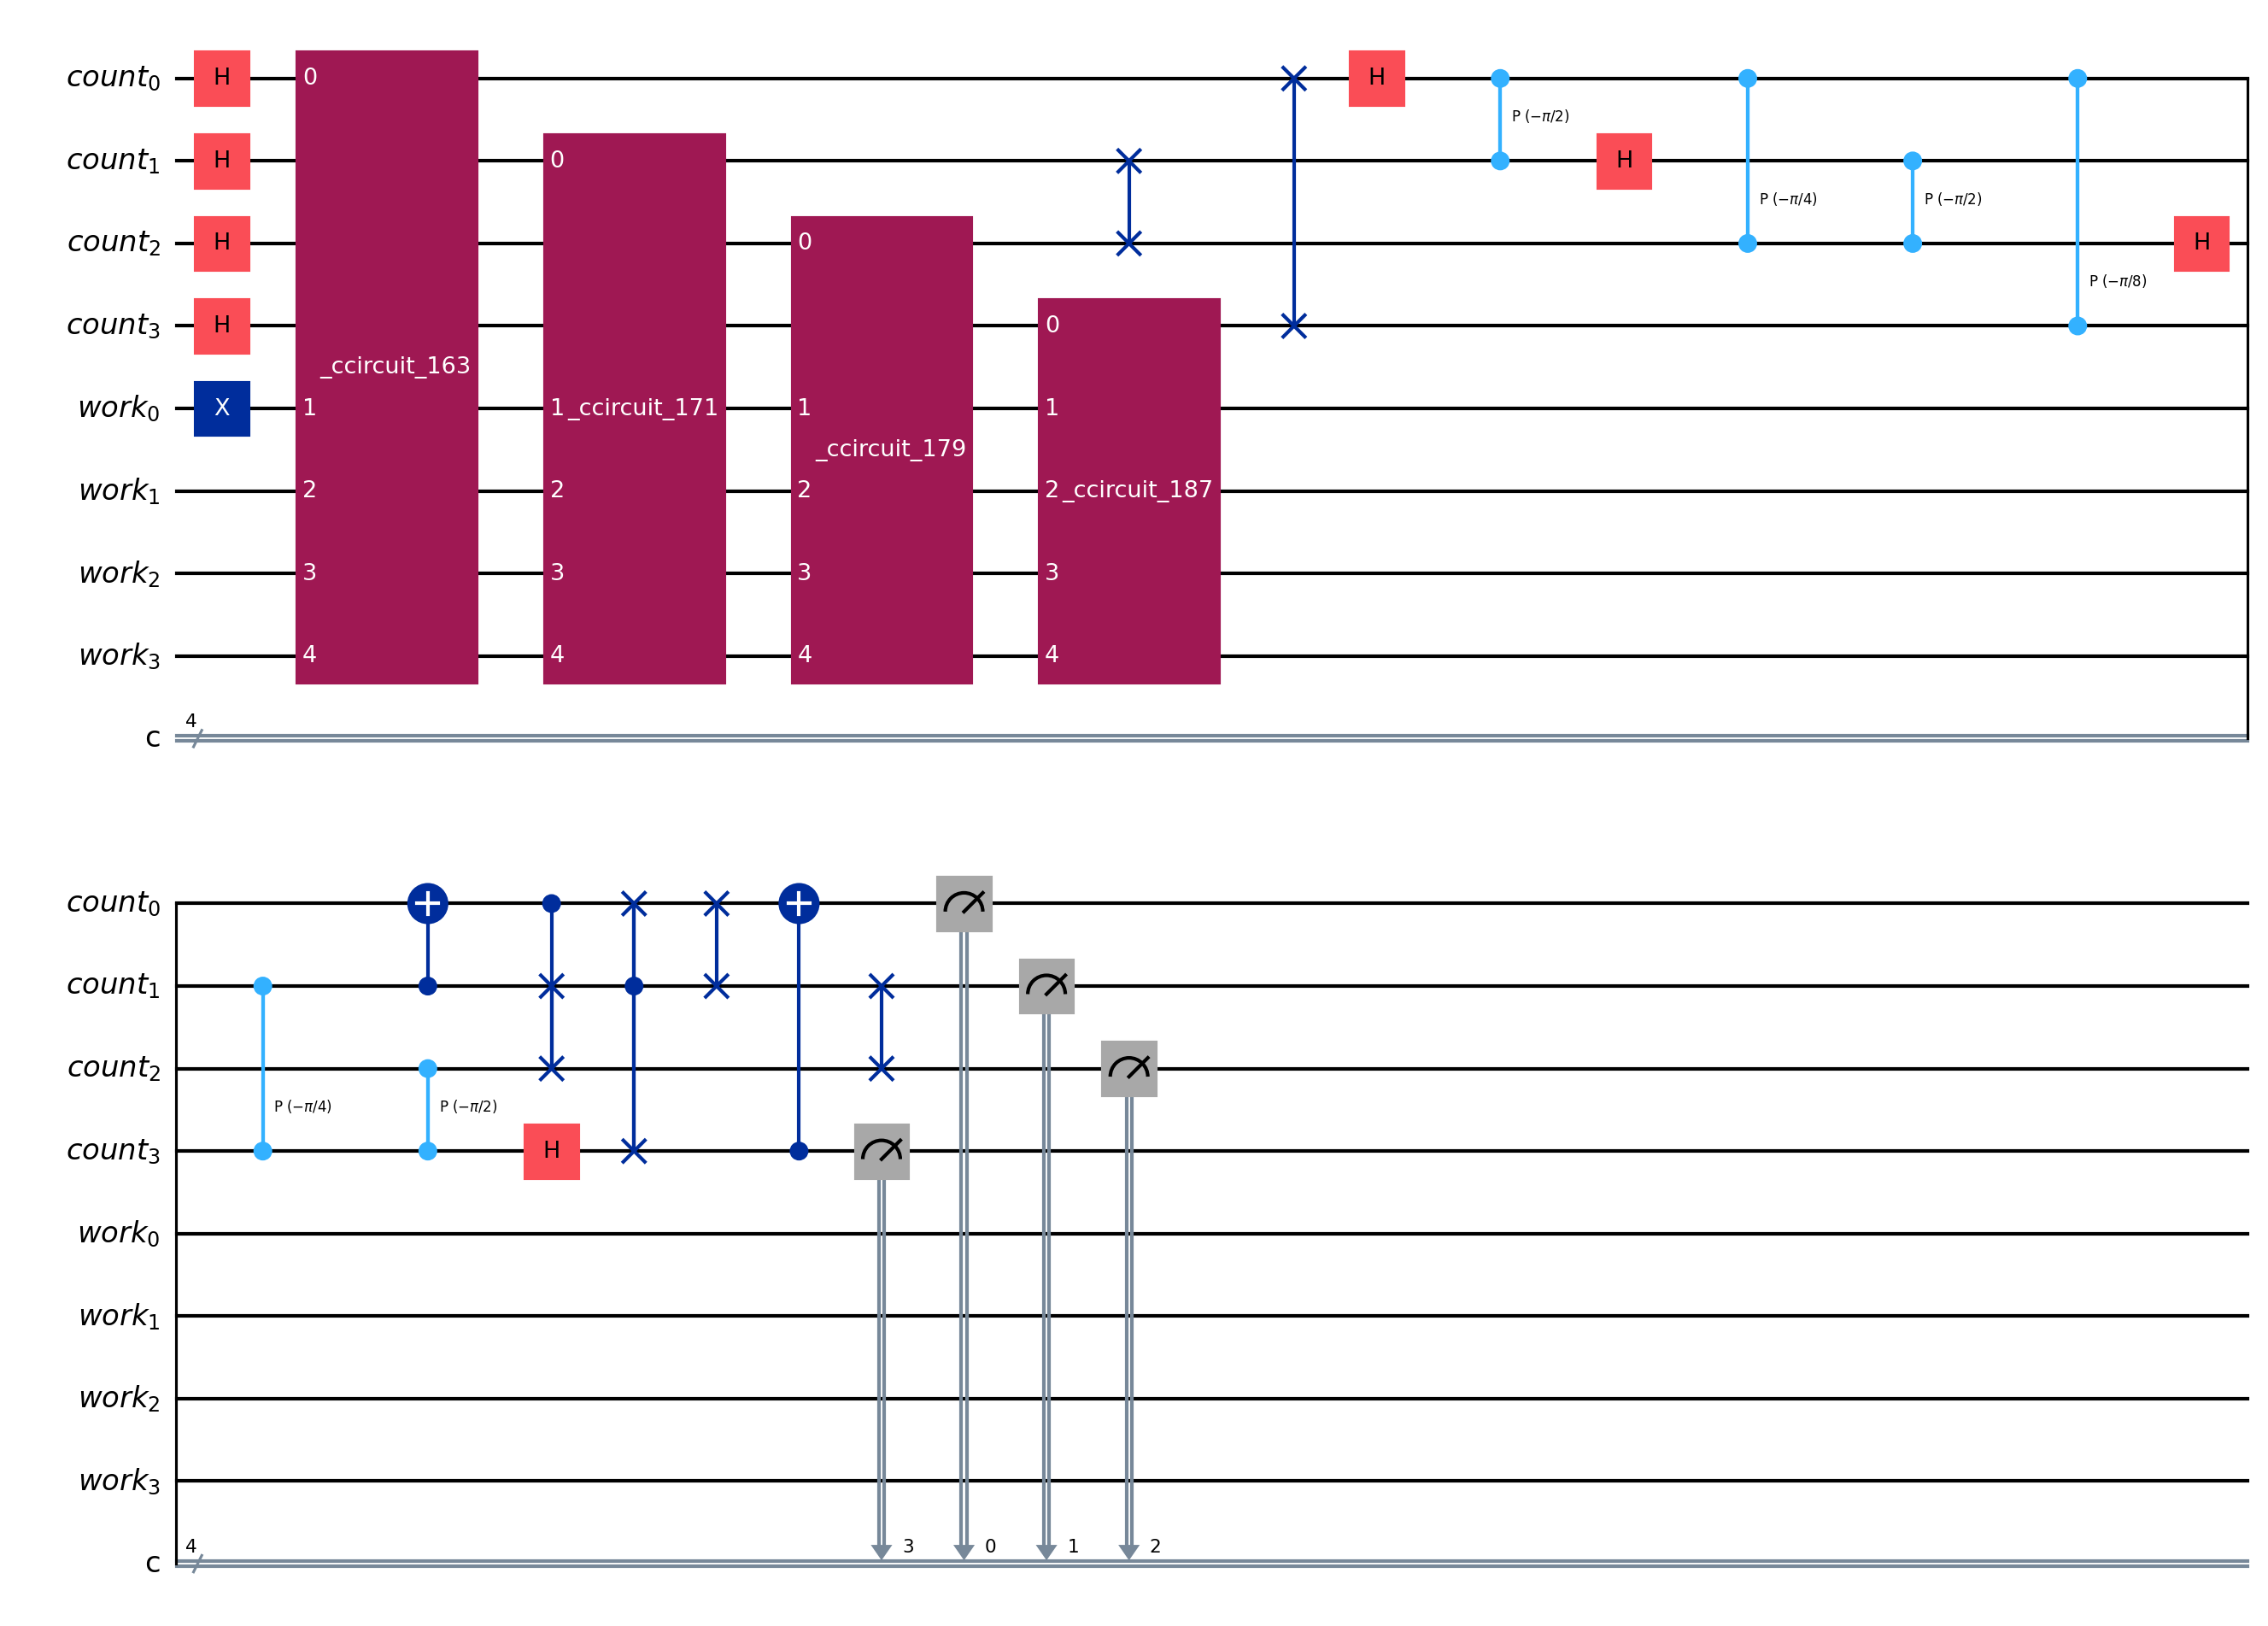 count0 H 0
count1 H 0
count2 H 0
count3 H 0
work0 X 1 1 1 1
work1 2 2 2 2
work2 3 3 3 3
work3 4 4 4 4
_ccircuit_163
_ccircuit_171
_ccircuit_179
_ccircuit_187
H
P (−π/2)
H
P (−π/4)
P (−π/2)
P (−π/8)
H
c 4
count0
count1
count2
count3
work0
work1
work2
work3
P (−π/4)
P (−π/2)
H
c 4
3 0 1 2